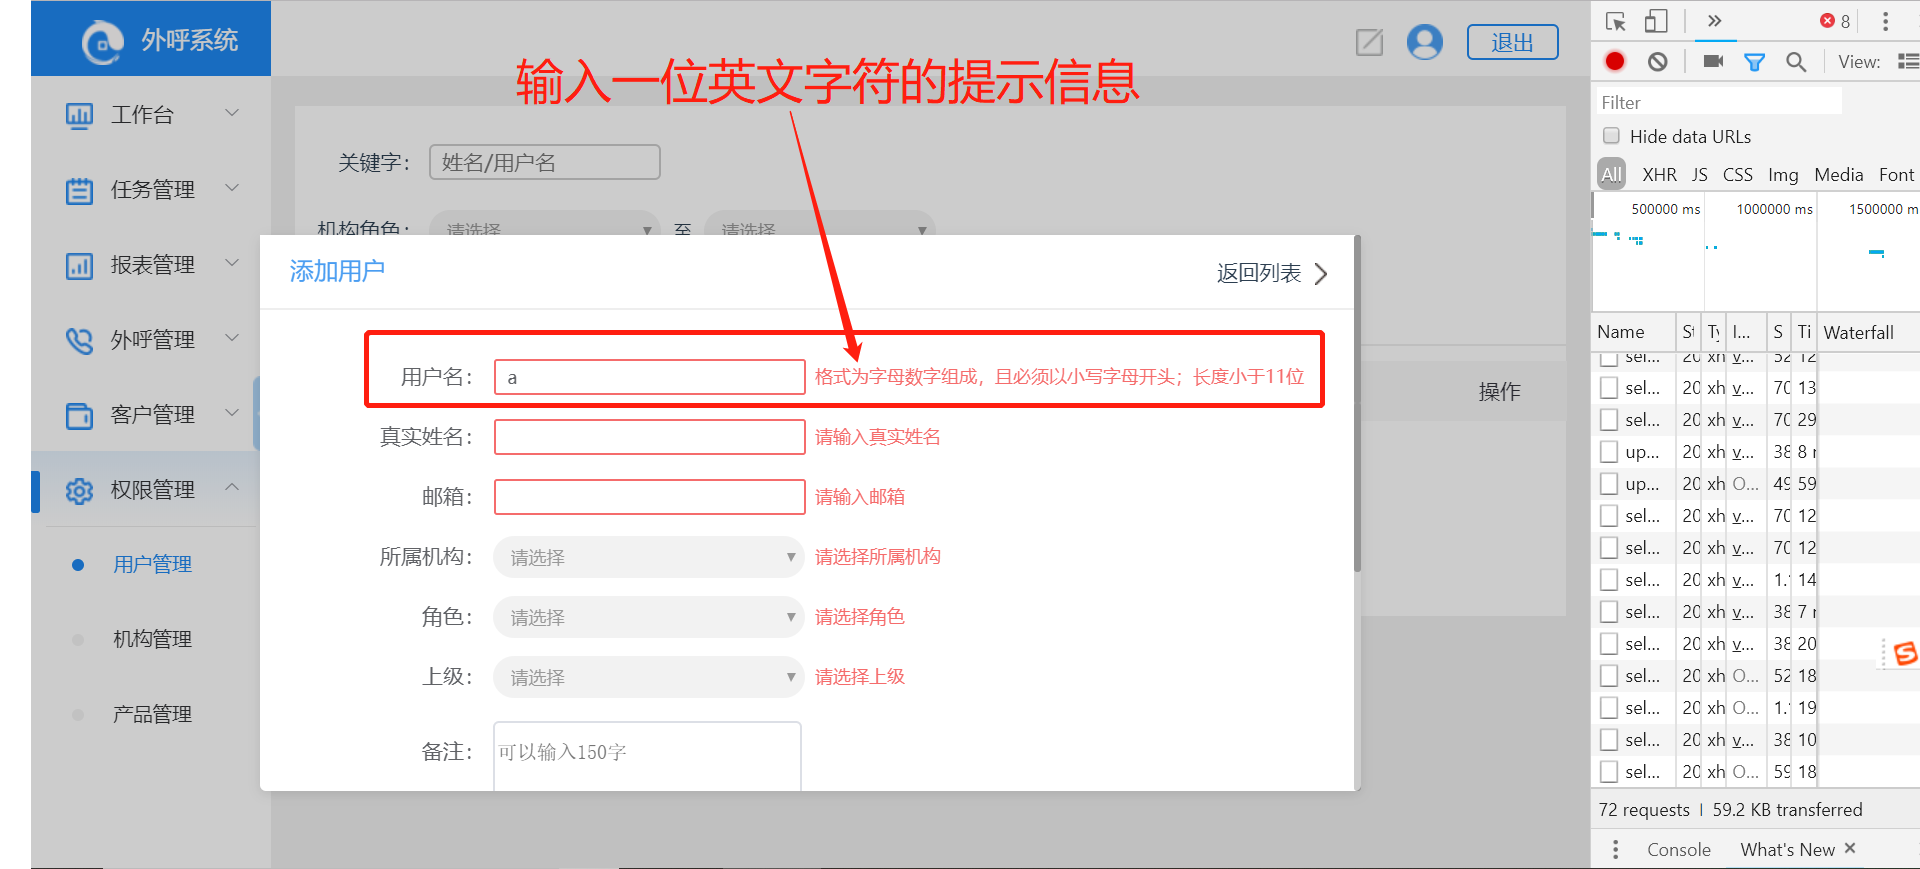 外呼系统
退出
输入一位英文字符的提示信息
工作台
任务管理
报表管理
外呼管理
客户管理
权限管理
用户管理
机构管理
产品管理
关键字：
姓名/用户名
机构角色：
请选择
至
请选择
操作
添加用户
返回列表
用户名：
a
格式为字母数字组成，且必须以小写字母开头；长度小于11位
真实姓名：
请输入真实姓名
邮箱：
请输入邮箱
所属机构：
请选择
请选择所属机构
角色：
请选择
请选择角色
上级：
请选择
请选择上级
备注：
可以输入150字
8
View:
Filter
Hide data URLs
All XHR JS CSS Img Media Font
500000 ms 1000000 ms 1500000 m
Name St Ty I... S Ti Waterfall
sel... 20 xh v... 52 12
sel... 20 xh v... 70 13
sel... 20 xh v... 70 29
up... 20 xh v... 38 8 r
up... 20 xh O... 49 59
sel... 20 xh v... 70 12
sel... 20 xh v... 70 12
sel... 20 xh v... 1.1 14
sel... 20 xh v... 38 7 r
sel... 20 xh v... 38 20
sel... 20 xh O... 52 18
sel... 20 xh O... 1.1 19
sel... 20 xh v... 38 10
sel... 20 xh O... 59 18
72 requests | 59.2 KB transferred
Console What's New